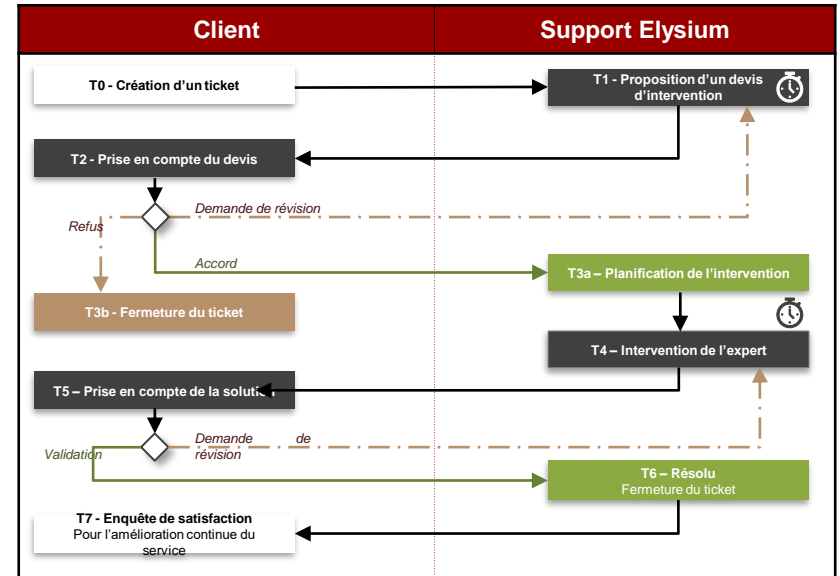 Client
Support Elysium
T0 - Création d'un ticket
T1 - Proposition d'un devis
d'intervention
T2 - Prise en compte du devis
Demande de révision
Refus
Accord
T3a – Planification de l'intervention
T3b - Fermeture du ticket
T4 – Intervention de l'expert
T5 – Prise en compte de la solution
Demande de
révision
Validation
T6 – Résolu
Fermeture du ticket
T7 - Enquête de satisfaction
Pour l'amélioration continue du
service